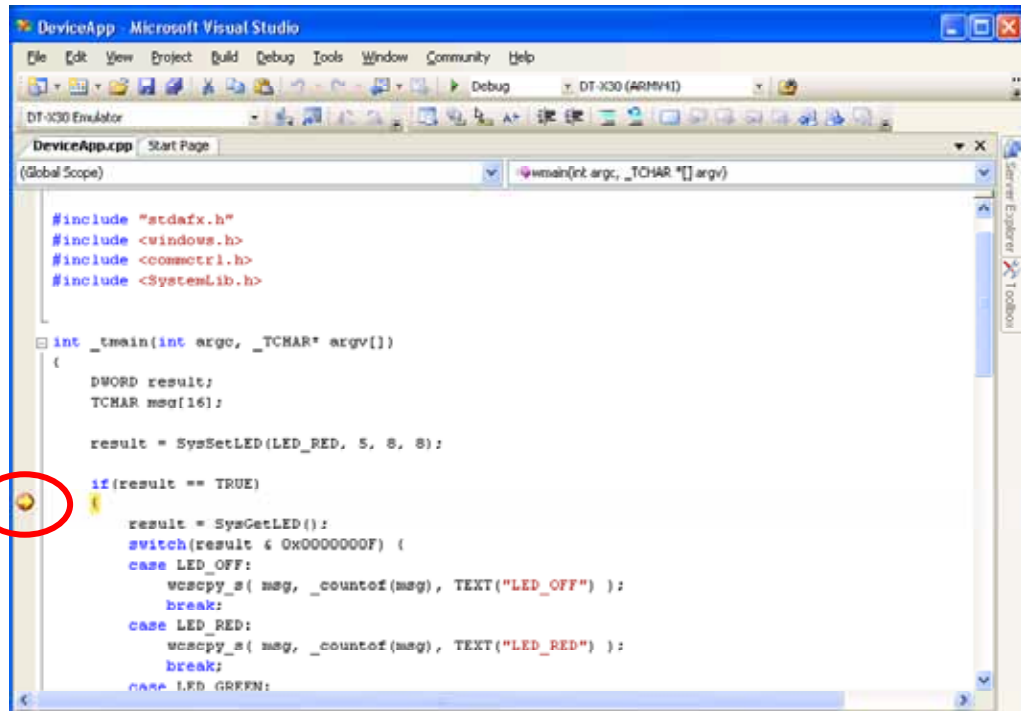 DeviceApp - Microsoft Visual Studio
File Edit View Project Build Debug Tools Window Community Help
Debug DT-X30 (ARMV4I)
DT-X30 Emulator
DeviceApp.cpp Start Page
(Global Scope) wmain(int argc, _TCHAR *[] argv)
Server Explorer
Toolbox
#include "stdafx.h"
#include <windows.h>
#include <commctrl.h>
#include <SystemLib.h>
int _tmain(int argc, _TCHAR* argv[])
{
DWORD result;
TCHAR msg[16];
result = SysSetLED(LED_RED, 5, 8, 8);
if(result == TRUE)
{
result = SysGetLED();
switch(result & 0x0000000F) {
case LED_OFF:
wcscpy_s( msg, _countof(msg), TEXT("LED_OFF") );
break;
case LED_RED:
wcscpy_s( msg, _countof(msg), TEXT("LED_RED") );
break;
case LED_GREEN: